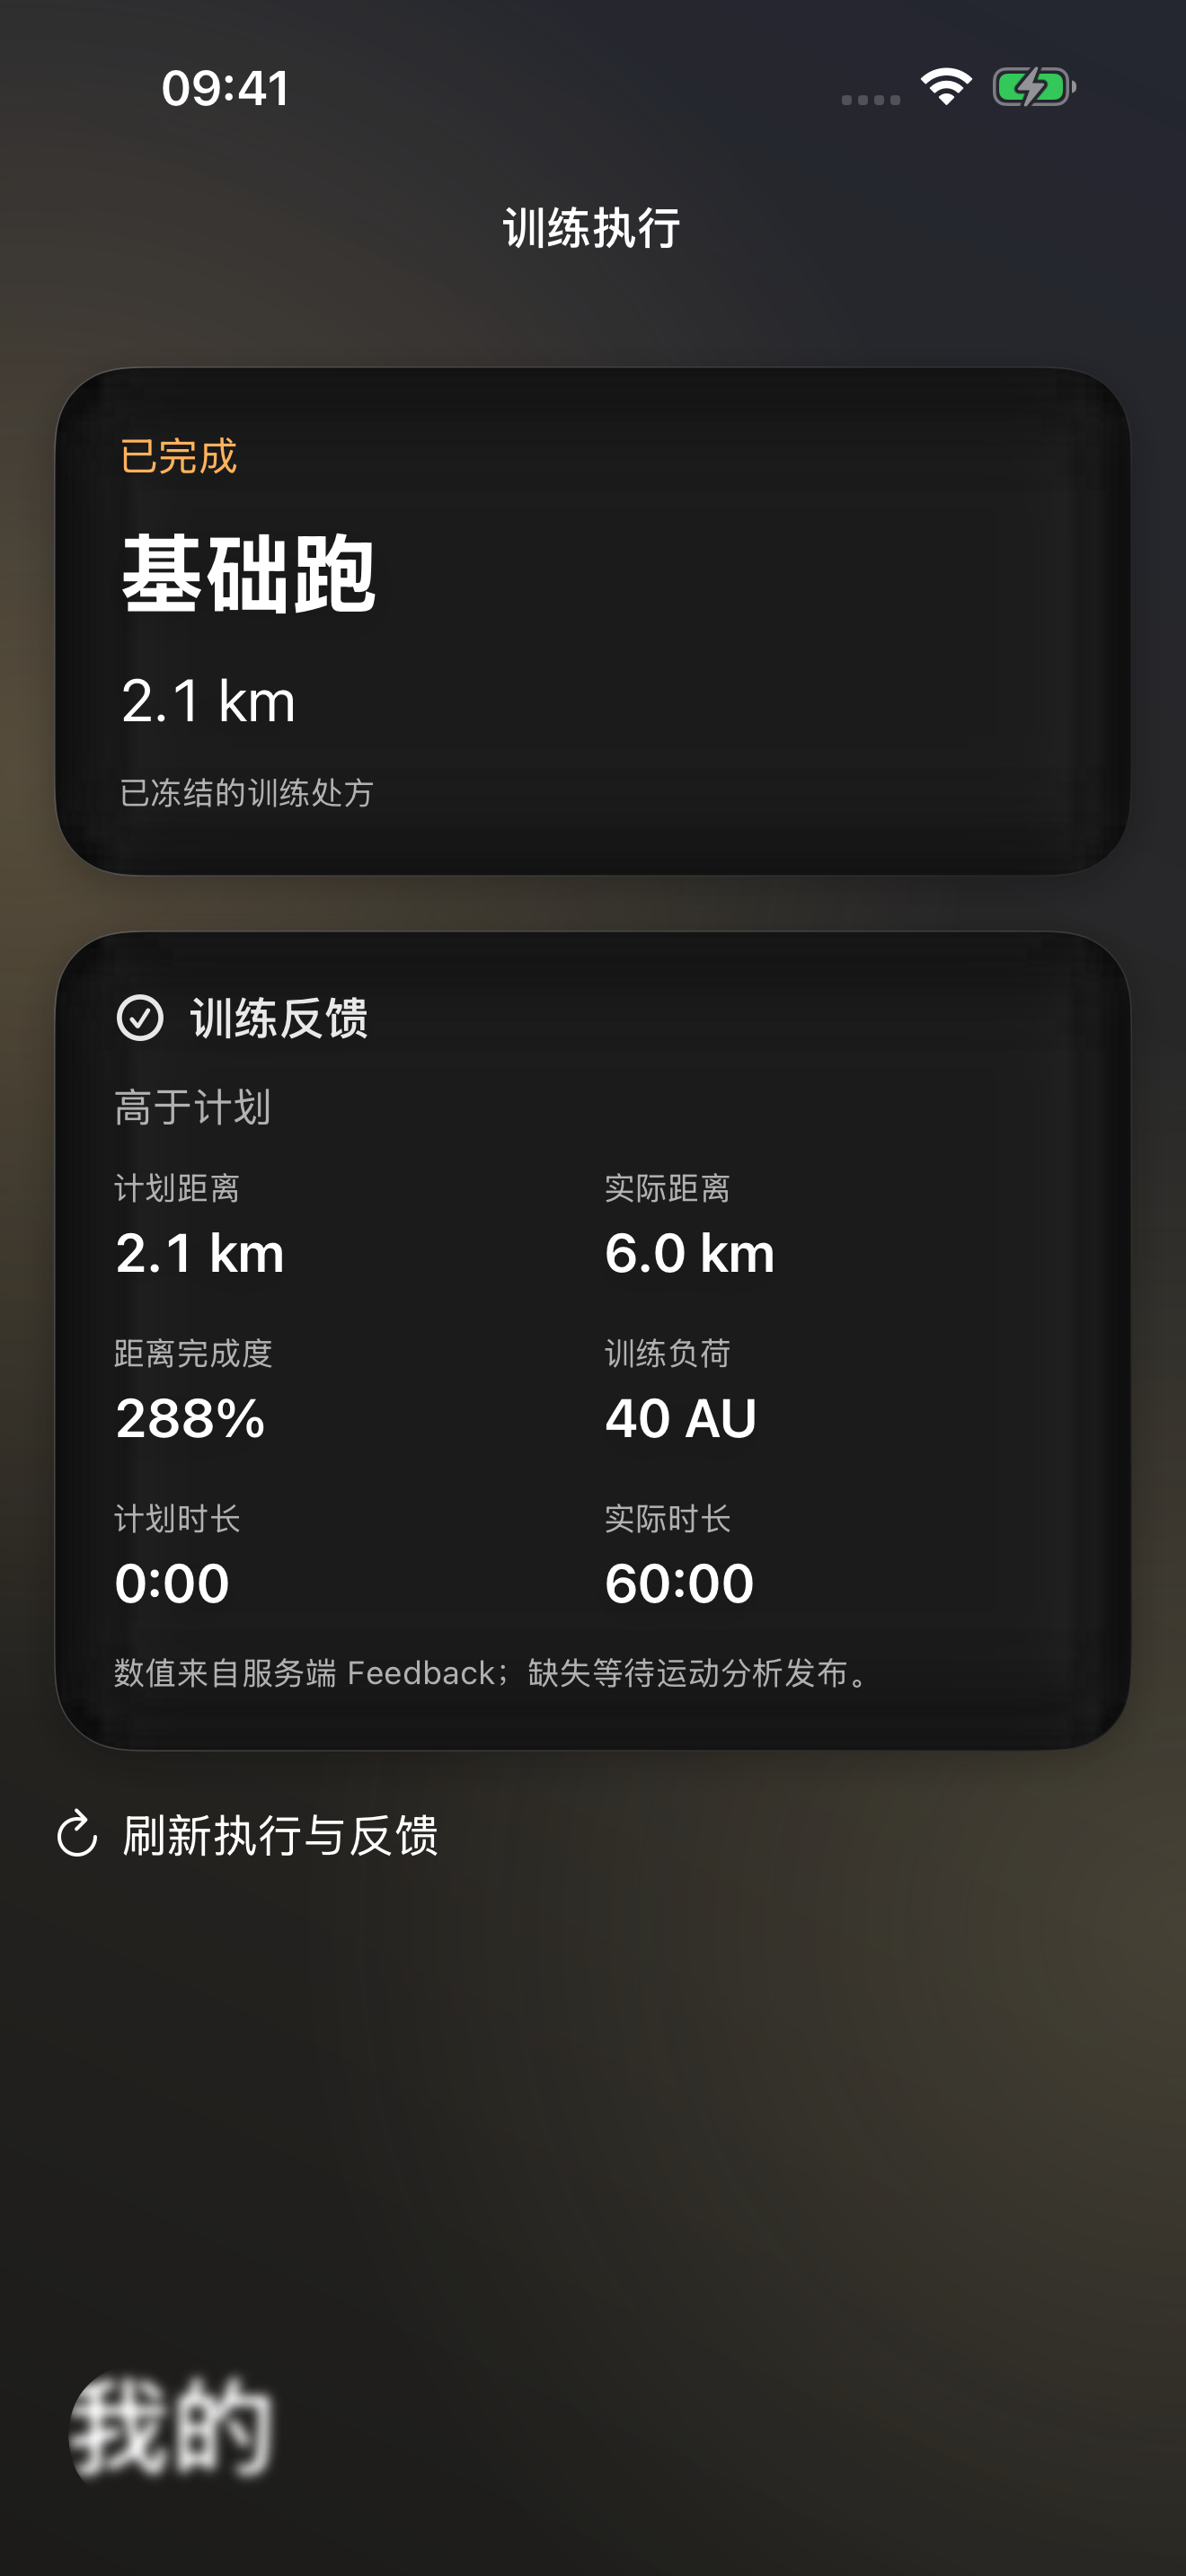 09:41
训练执行
已完成
基础跑
2.1 km
已冻结的训练处方
训练反馈
高于计划
计划距离 实际距离
2.1 km 6.0 km
距离完成度 训练负荷
288% 40 AU
计划时长 实际时长
0:00 60:00
数值来自服务端 Feedback；缺失等待运动分析发布。
刷新执行与反馈
我的